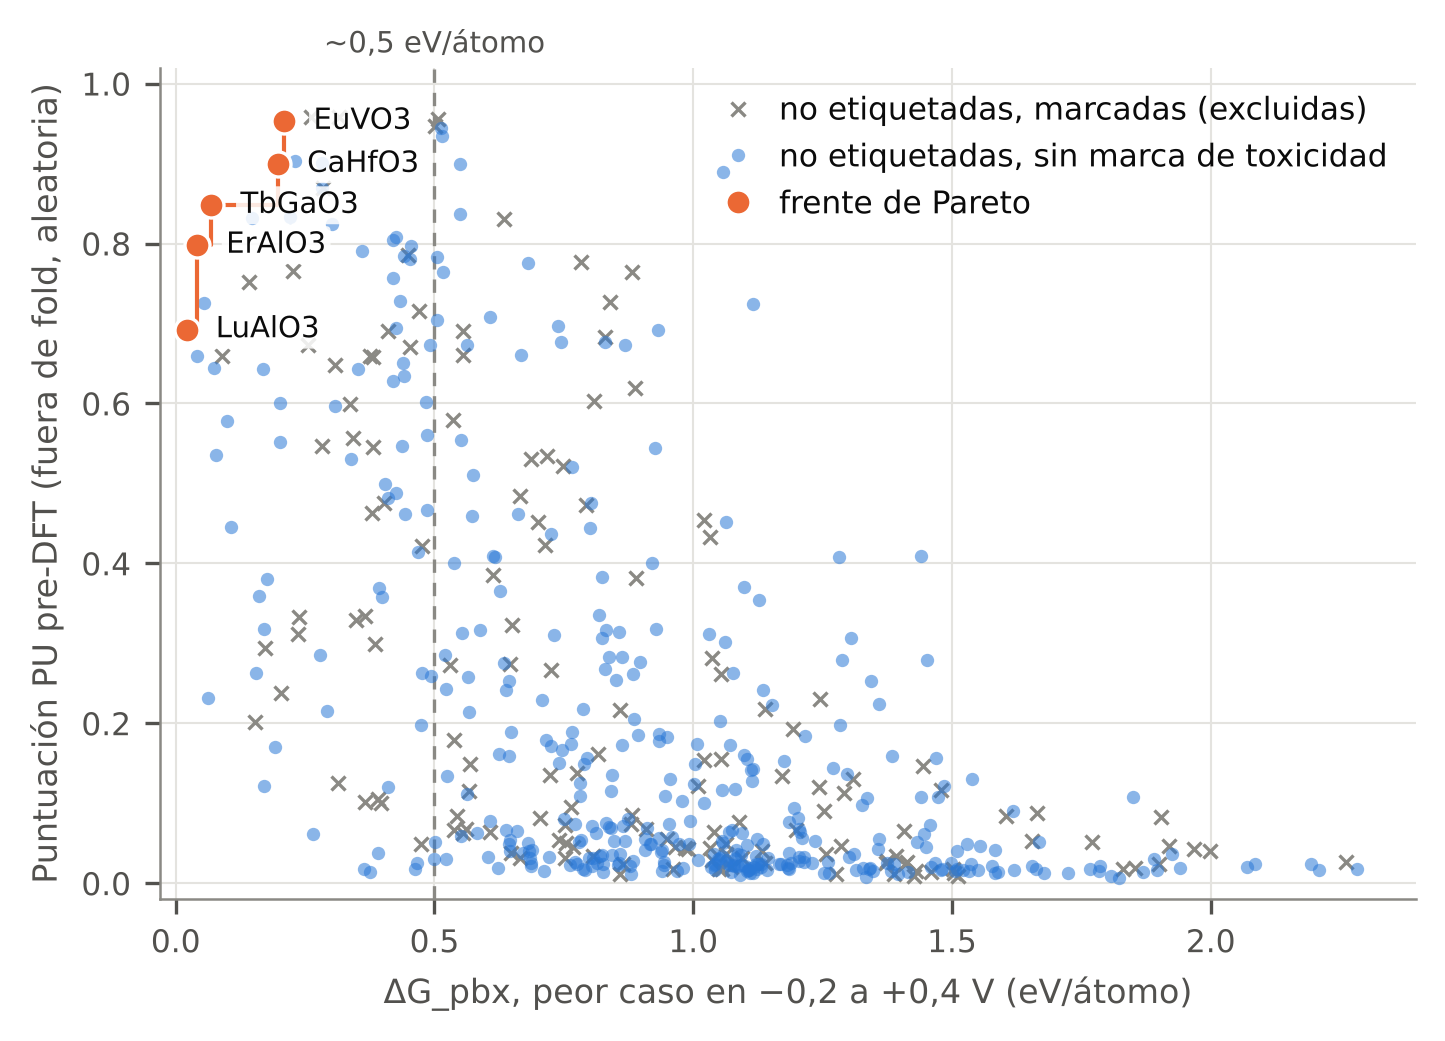 ~0,5 eV/átomo
1.0
0.8
0.6
0.4
0.2
0.0
Puntuación PU pre-DFT (fuera de fold, aleatoria)
EuVO3
CaHfO3
TbGaO3
ErAlO3
LuAlO3
no etiquetadas, marcadas (excluidas)
no etiquetadas, sin marca de toxicidad
frente de Pareto
0.0 0.5 1.0 1.5 2.0
ΔG_pbx, peor caso en −0,2 a +0,4 V (eV/átomo)